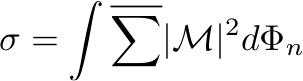 σ = ∫ \overline{∑} |ℳ|² dΦₙ